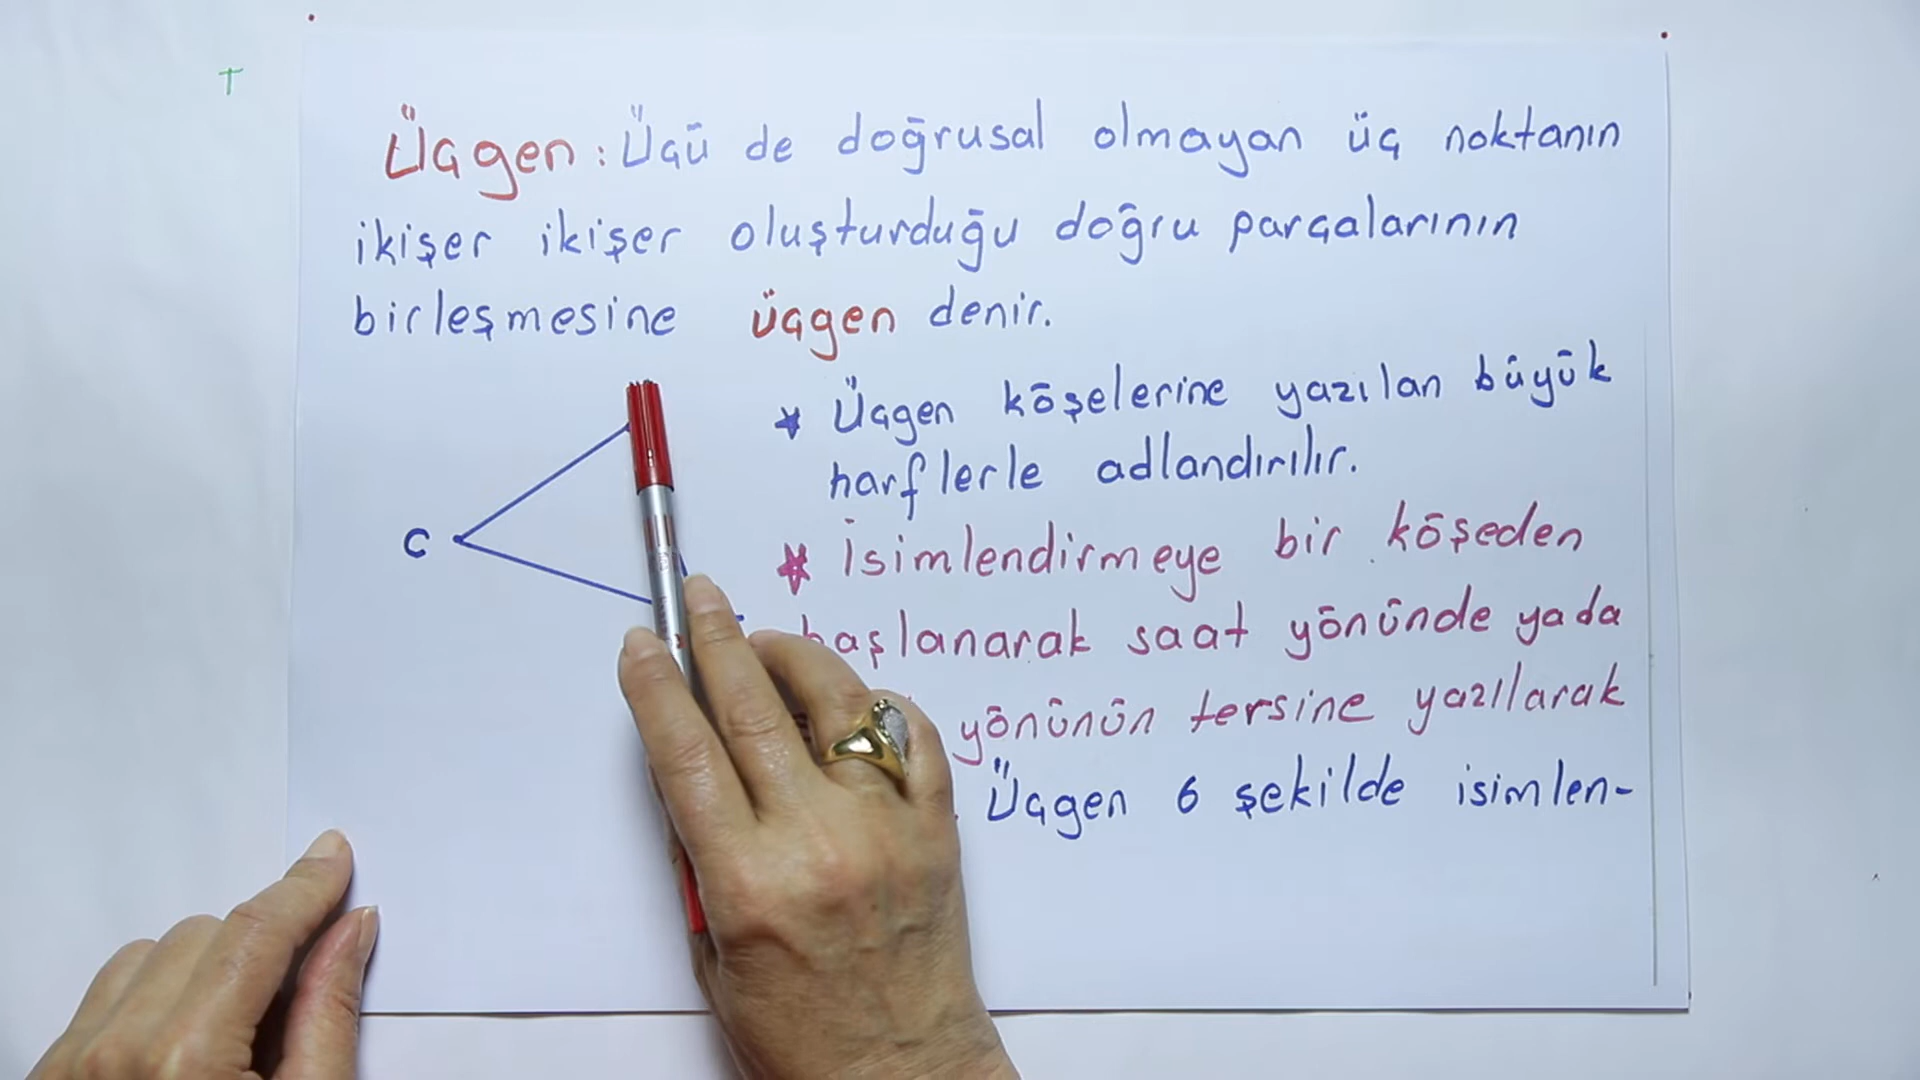 T
Üçgen: Üçü de doğrusal olmayan üç noktanın
ikişer ikişer oluşturduğu doğru parçalarının
birleşmesine üçgen denir.
* Üçgen köşelerine yazılan büyük
harflerle adlandırılır.
C
* İsimlendirmeye bir köşeden
başlanarak saat yönünde yada
yönünün tersine yazılarak
. Üçgen 6 şekilde isimlen-